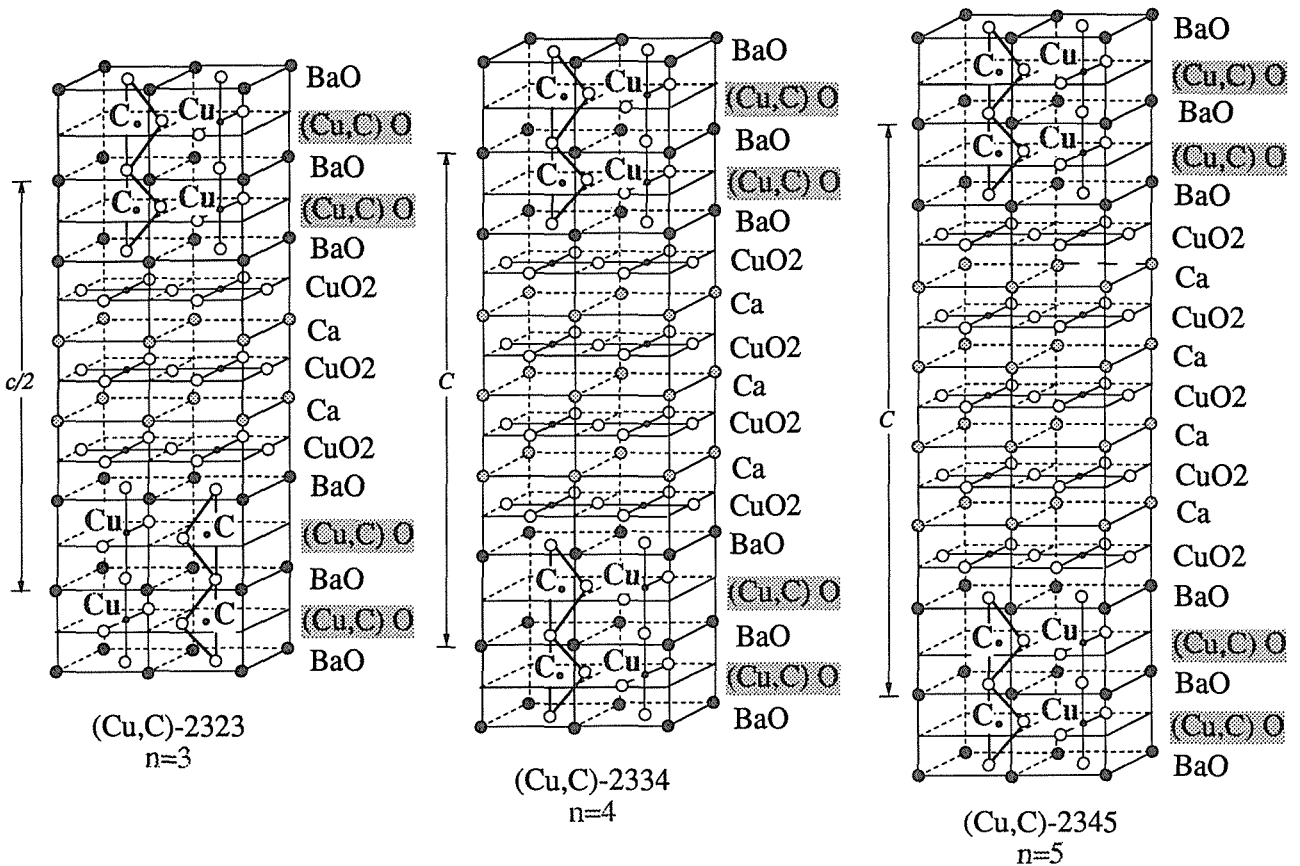 BaO
(Cu,C) O
BaO
(Cu,C) O
BaO
CuO2
Ca
CuO2
Ca
CuO2
BaO
(Cu,C) O
BaO
(Cu,C) O
BaO
C
Cu
C
Cu
Cu
C
Cu
C
c/2
(Cu,C)-2323
n=3
BaO
(Cu,C) O
BaO
(Cu,C) O
BaO
CuO2
Ca
CuO2
Ca
CuO2
Ca
CuO2
BaO
(Cu,C) O
BaO
(Cu,C) O
BaO
C
Cu
C
Cu
C
Cu
C
Cu
C
(Cu,C)-2334
n=4
BaO
(Cu,C) O
BaO
(Cu,C) O
BaO
CuO2
Ca
CuO2
Ca
CuO2
Ca
CuO2
Ca
CuO2
BaO
(Cu,C) O
BaO
(Cu,C) O
BaO
C
Cu
C
Cu
C
Cu
C
Cu
C
(Cu,C)-2345
n=5